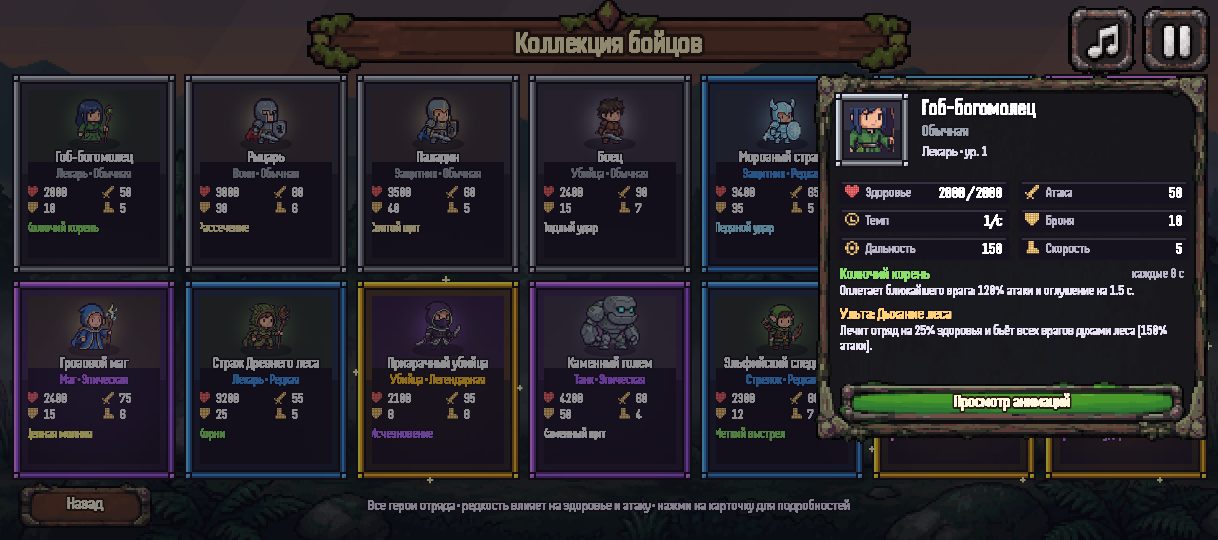 Коллекция бойцов
Гоб-богомолец
Лекарь · Обычная
2000 50
10 5
Колючий корень
Рыцарь
Воин · Обычная
3000 60
30 6
Рассечение
Паладин
Защитник · Обычная
3500 60
40 5
Святой щит
Боец
Убийца · Обычная
2400 90
15 7
Подлый удар
Морозный стра
Защитник · Редка
3400 65
35 5
Ледяной удар
Грозовой маг
Маг · Эпическая
2400 75
15 6
Цепная молния
Страж Древнего леса
Лекарь · Редкая
3200 55
25 5
Корни
Призрачный убийца
Убийца · Легендарная
2100 95
8 8
Исчезновение
Каменный голем
Танк · Эпическая
4200 60
50 4
Каменный щит
Эльфийский след
Стрелок · Редка
2300
12 7
Меткий выстрел
Гоб-богомолец
Обычная
Лекарь · ур. 1
Здоровье 2000/2000
Атака 50
Темп 1/с
Броня 10
Дальность 150
Скорость 5
Колючий корень каждые 8 с
Оплетает ближайшего врага: 120% атаки и оглушение на 1.5 с.
Ульта: Дыхание леса
Лечит отряд на 25% здоровья и бьёт всех врагов духами леса (150%
атаки).
Просмотр анимаций
Назад
Все герои отряда · редкость влияет на здоровье и атаку · нажми на карточку для подробностей